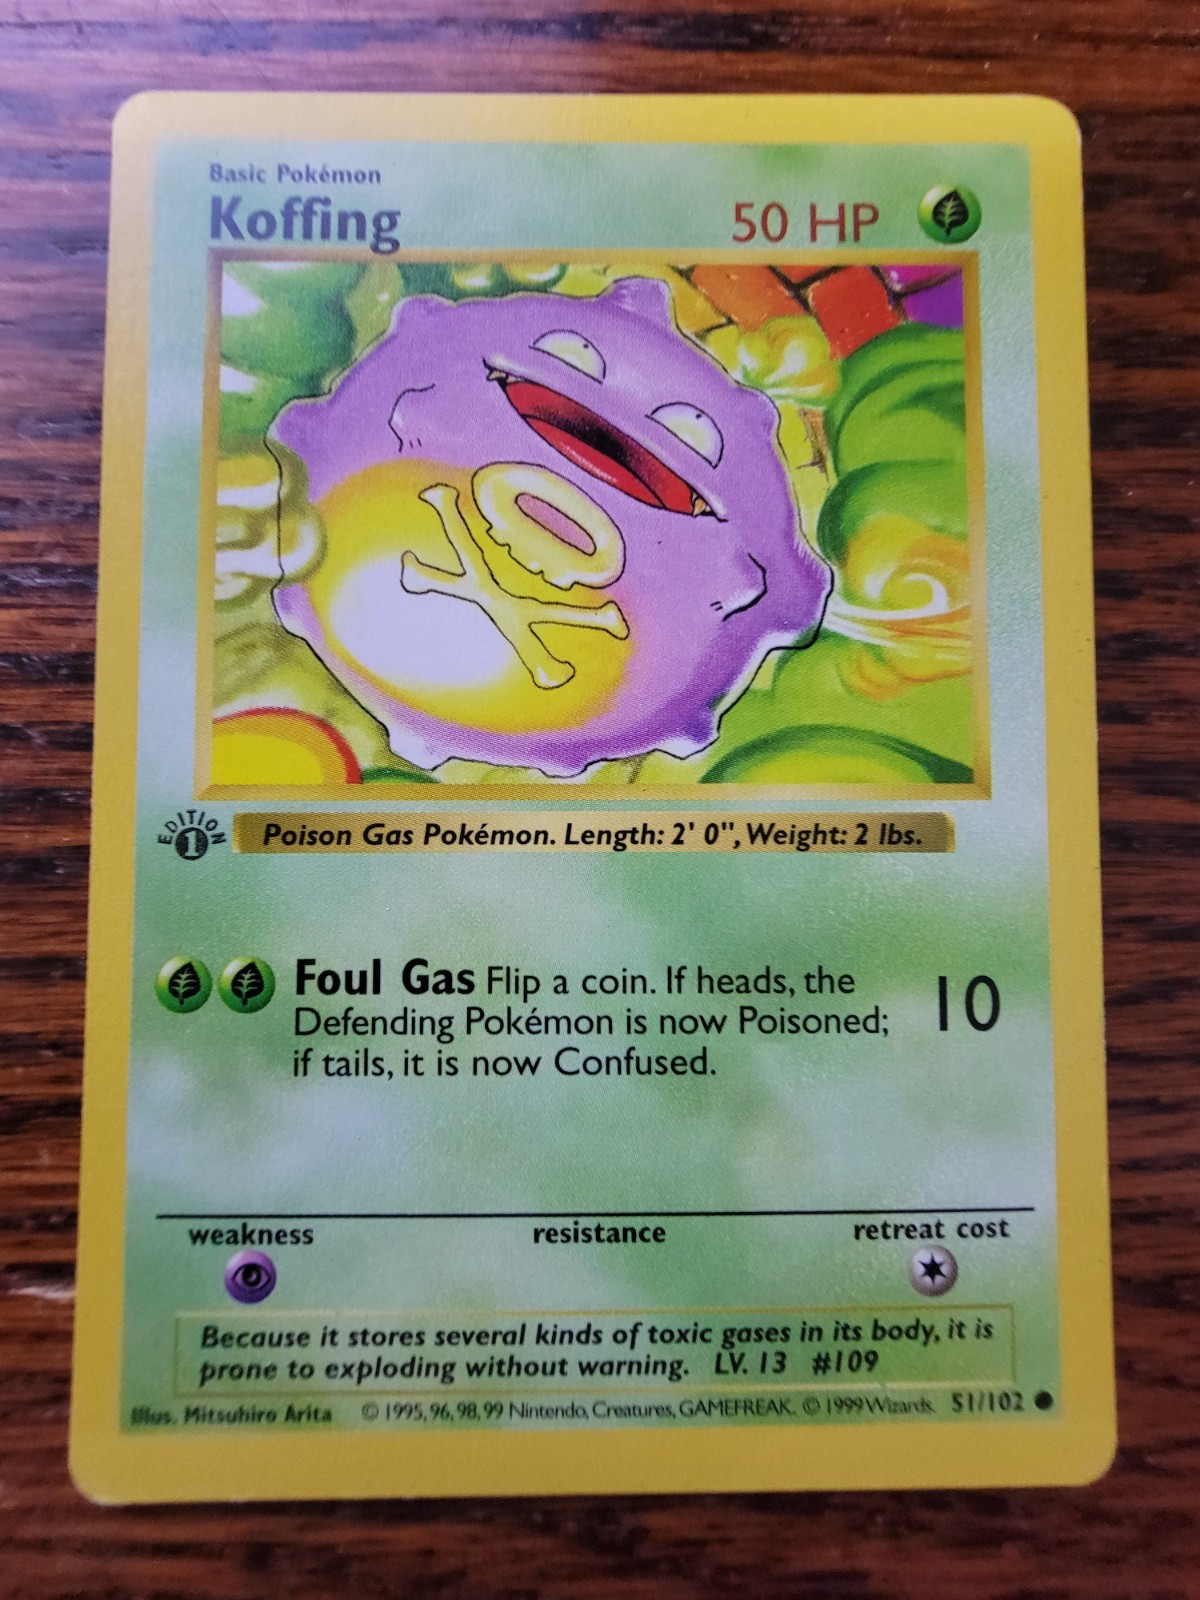 Basic Pokémon
Koffing
50 HP
EDITION
1
Poison Gas Pokémon. Length: 2' 0", Weight: 2 lbs.
Foul Gas Flip a coin. If heads, the
Defending Pokémon is now Poisoned;
if tails, it is now Confused.
10
weakness
resistance
retreat cost
Because it stores several kinds of toxic gases in its body, it is
prone to exploding without warning. LV. 13 #109
Illus. Mitsuhiro Arita © 1995, 96, 98, 99 Nintendo, Creatures, GAMEFREAK. © 1999 Wizards. 51/102